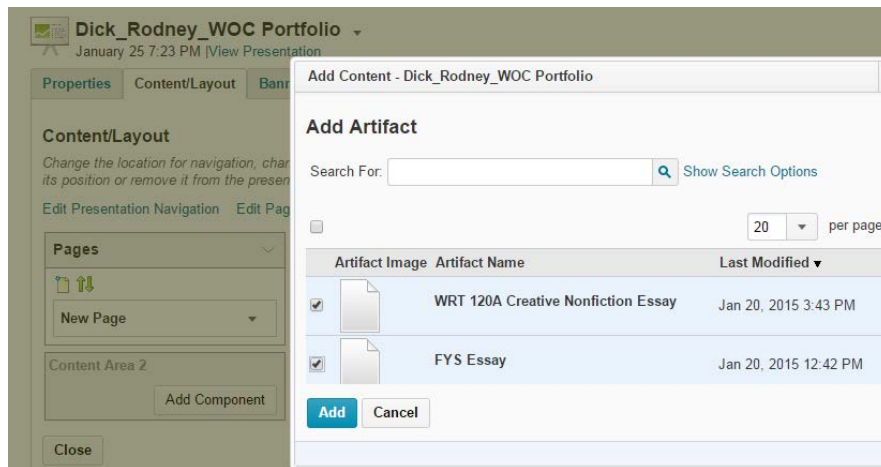 Dick_Rodney_WOC Portfolio
January 25 7:23 PM |View Presentation
Properties Content/Layout Bann
Content/Layout
Change the location for navigation, chan
its position or remove it from the presen
Edit Presentation Navigation Edit Pag
Pages
New Page
Content Area 2
Add Component
Close
Add Content - Dick_Rodney_WOC Portfolio
Add Artifact
Search For:
Show Search Options
20 per page
Artifact Image Artifact Name Last Modified
WRT 120A Creative Nonfiction Essay Jan 20, 2015 3:43 PM
FYS Essay Jan 20, 2015 12:42 PM
Add Cancel